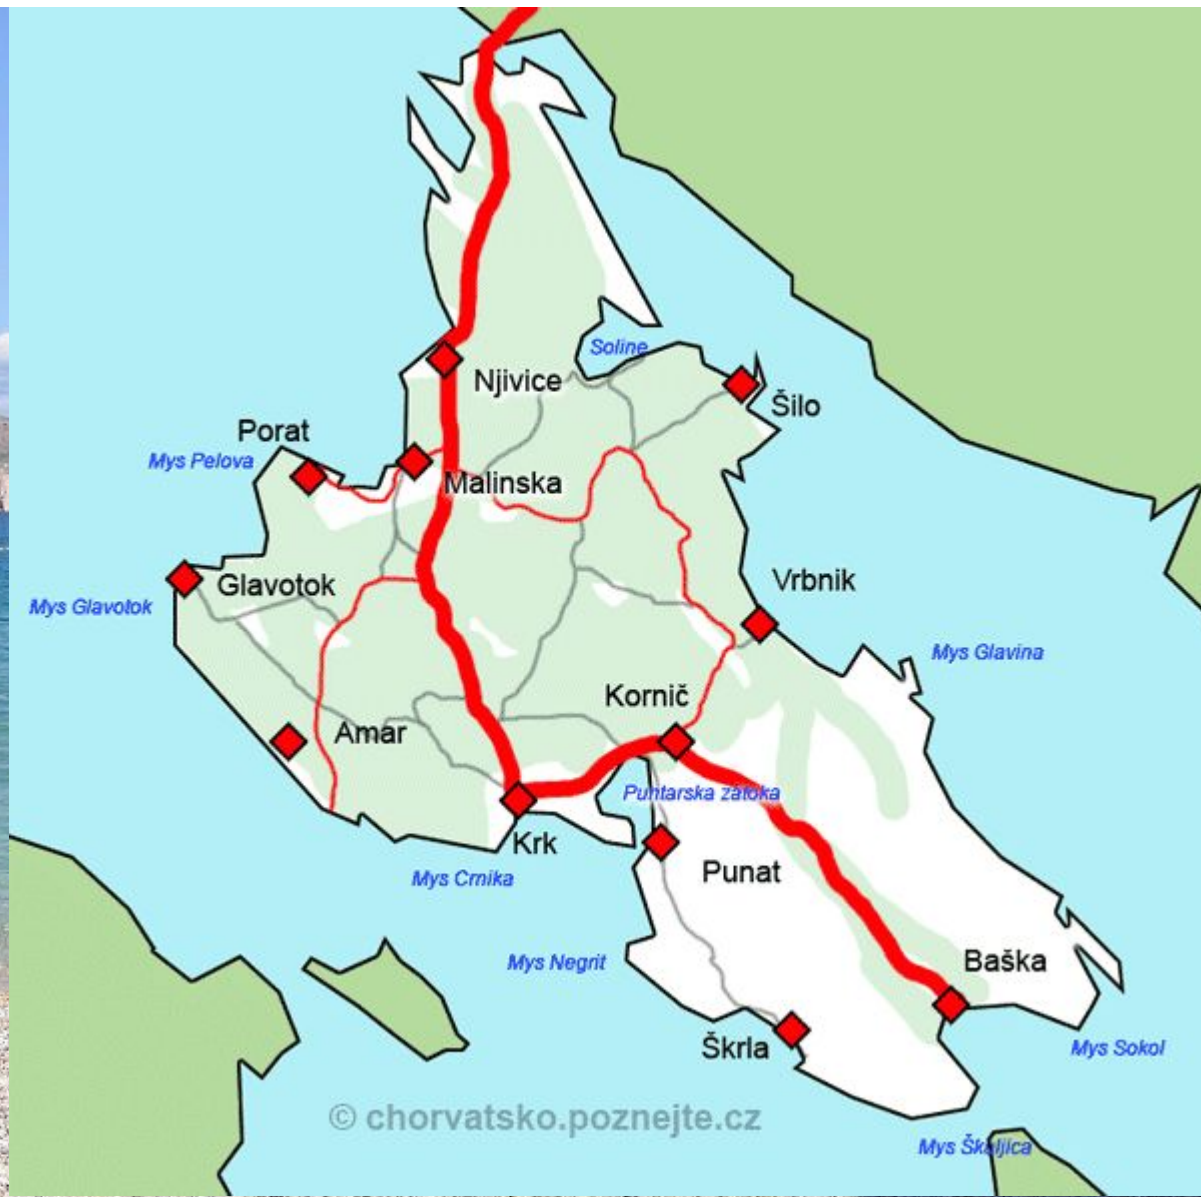 Soline
Njivice
Šilo
Porat
Mys Pelova
Malinska
Glavotok
Vrbnik
Mys Glavotok
Mys Glavina
Kornič
Amar
Puntarska zátoka
Krk
Punat
Mys Crnika
Mys Negrit
Baška
Škrla
Mys Sokol
© chorvatsko.poznejte.cz
Mys Škuljica